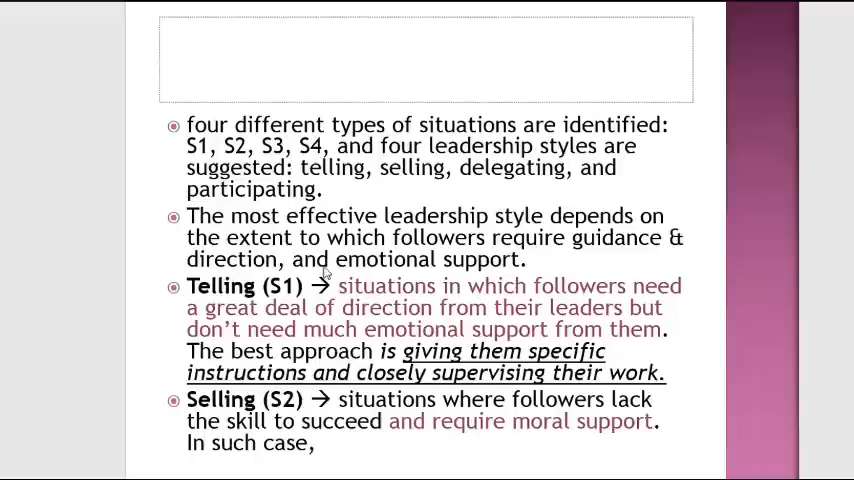 four different types of situations are identified:
S1, S2, S3, S4, and four leadership styles are
suggested: telling, selling, delegating, and
participating.
The most effective leadership style depends on
the extent to which followers require guidance &
direction, and emotional support.
Telling (S1) → situations in which followers need
a great deal of direction from their leaders but
don’t need much emotional support from them.
The best approach is giving them specific
instructions and closely supervising their work.
Selling (S2) → situations where followers lack
the skill to succeed and require moral support.
In such case,